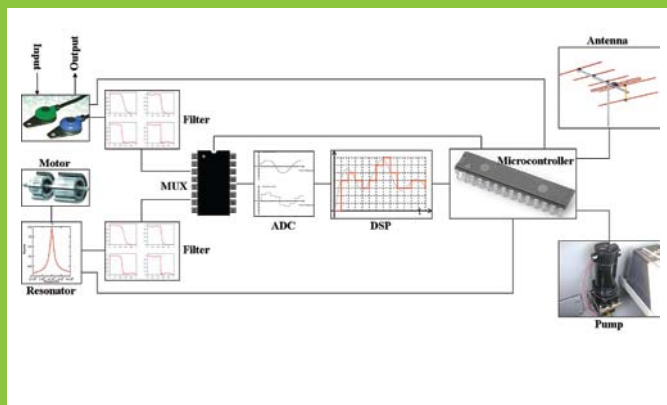 Input
Output
Antenna
Filter
Motor
MUX
Microcontroller
ADC
DSP
t
Filter
Resonator
Pump